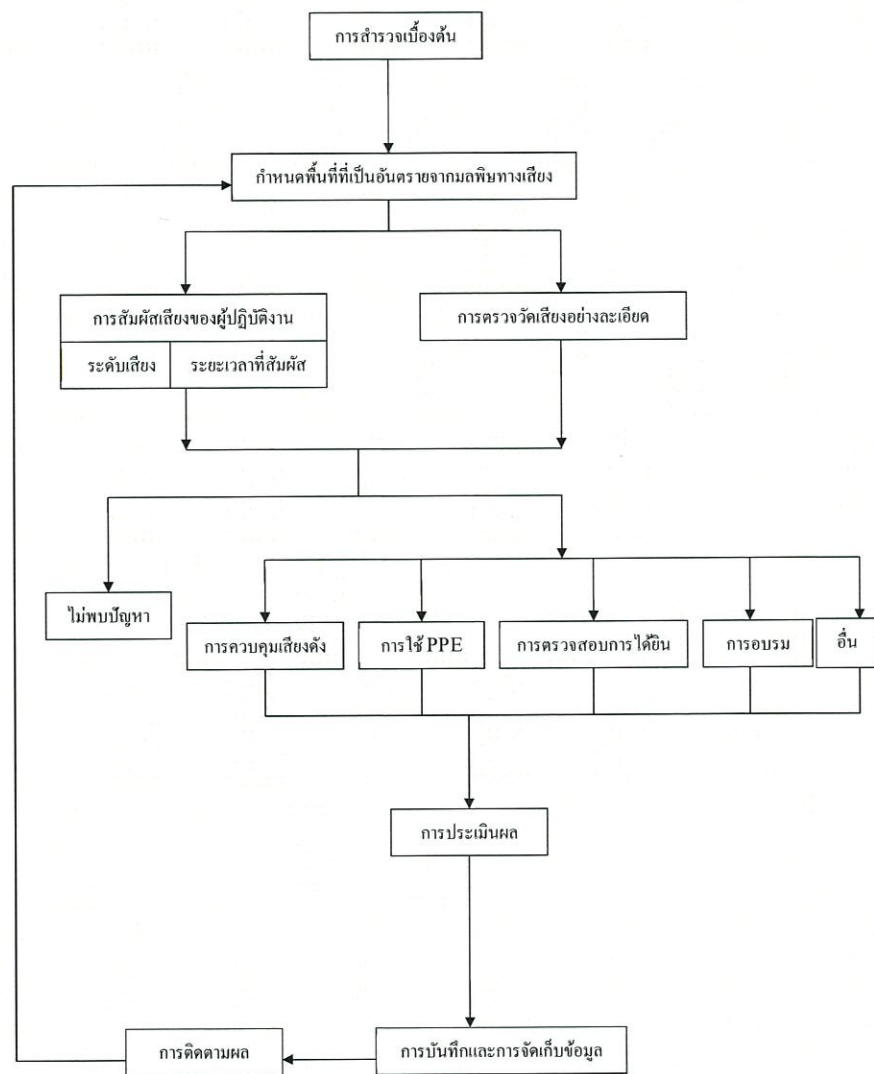 การสำรวจเบื้องต้น
กำหนดพื้นที่ที่เป็นอันตรายจากมลพิษทางเสียง
การสัมผัสเสียงของผู้ปฏิบัติงาน
ระดับเสียง
ระยะเวลาที่สัมผัส
การตรวจวัดเสียงอย่างละเอียด
ไม่พบปัญหา
การควบคุมเสียงดัง
การใช้ PPE
การตรวจสอบการได้ยิน
การอบรม
อื่น
การประเมินผล
การติดตามผล
การบันทึกและการจัดเก็บข้อมูล